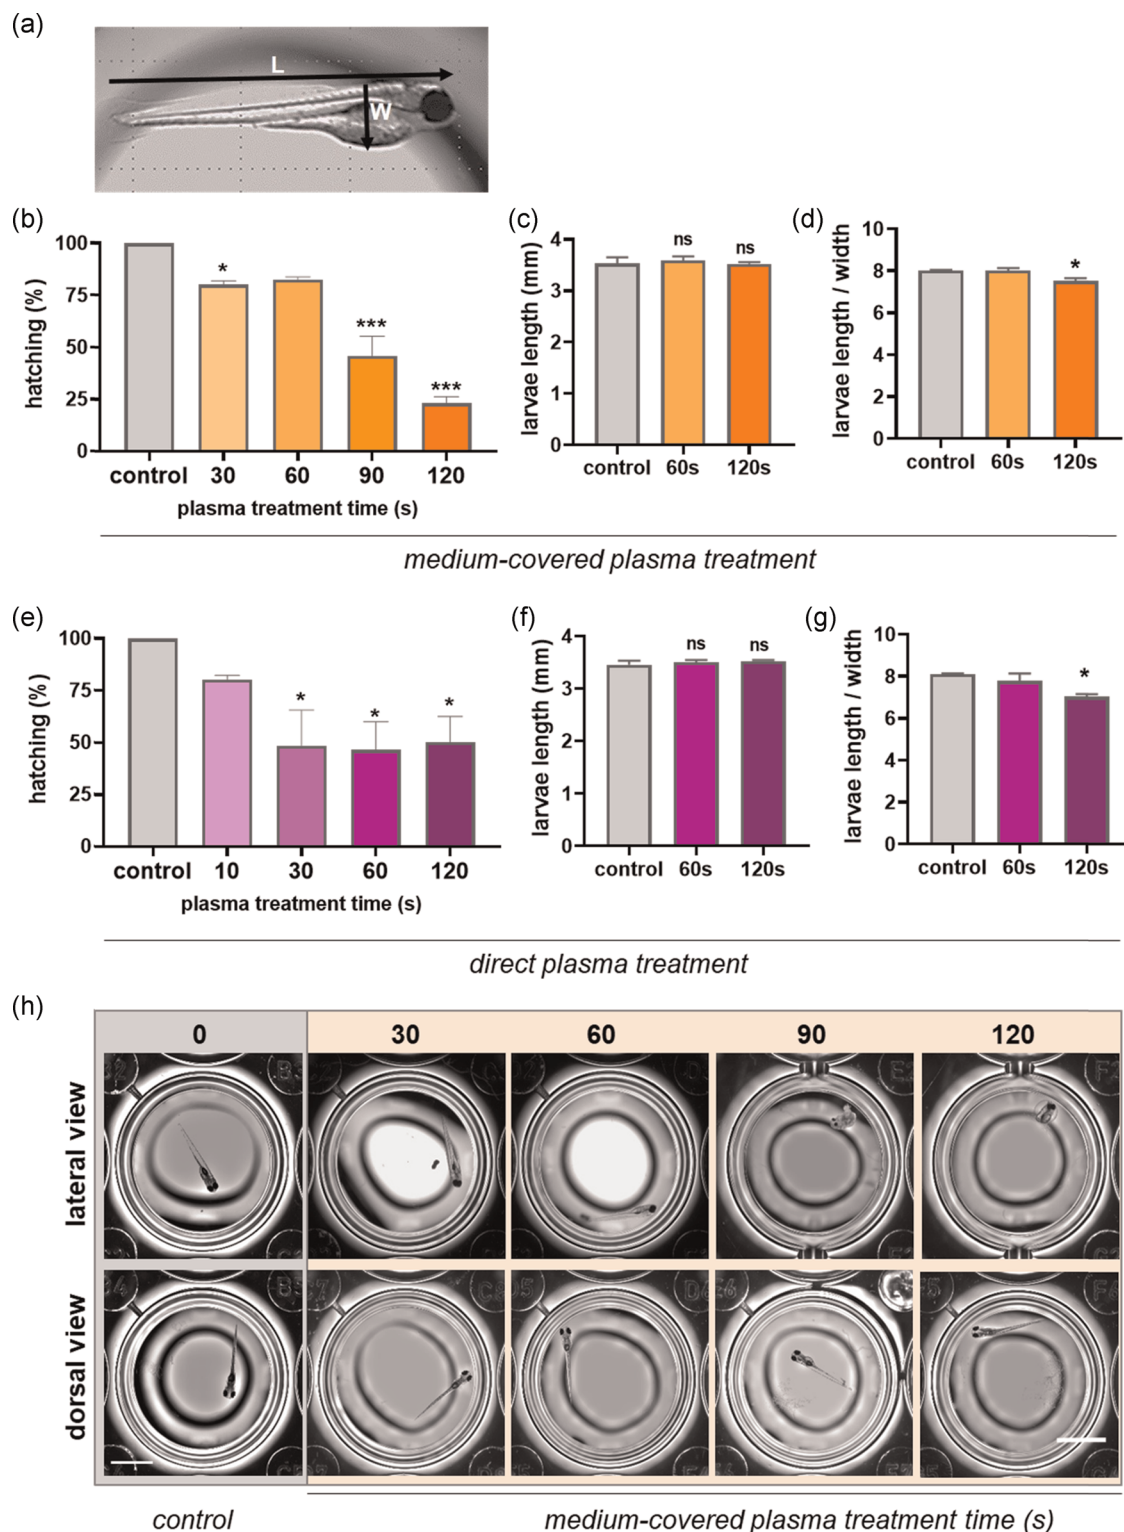 (a)
L
W
(b)
hatching (%)
100
75
50
25
0
*
***
***
control 30 60 90 120
plasma treatment time (s)
(c)
larvae length (mm)
4
3
2
1
0
ns
ns
control 60s 120s
(d)
larvae length / width
10
8
6
4
2
0
*
control 60s 120s
medium-covered plasma treatment
(e)
hatching (%)
100
75
50
25
0
*
*
*
control 10 30 60 120
plasma treatment time (s)
(f)
larvae length (mm)
4
3
2
1
0
ns
ns
control 60s 120s
(g)
larvae length / width
10
8
6
4
2
0
*
control 60s 120s
direct plasma treatment
(h)
0 30 60 90 120
lateral view
dorsal view
control
medium-covered plasma treatment time (s)